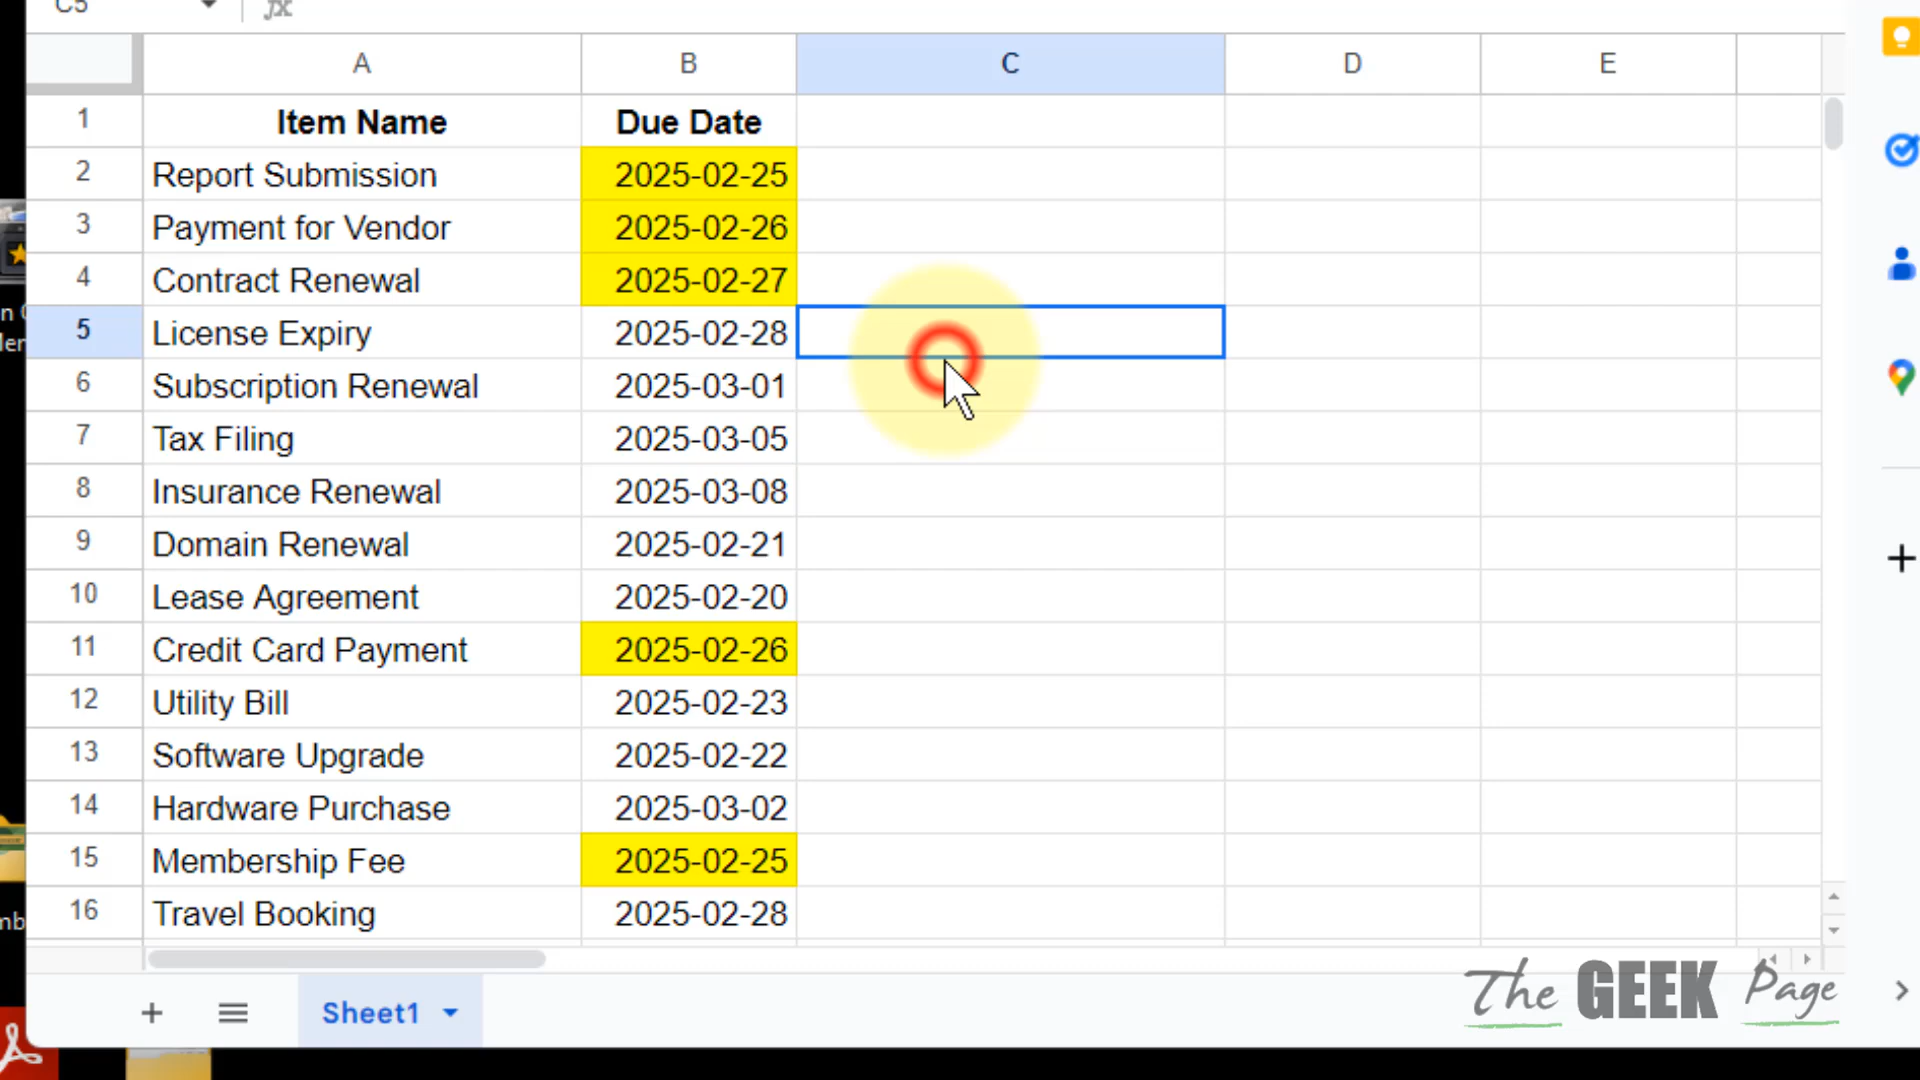 C5 fx
A B C D E
1 Item Name Due Date
2 Report Submission 2025-02-25
3 Payment for Vendor 2025-02-26
4 Contract Renewal 2025-02-27
5 License Expiry 2025-02-28
6 Subscription Renewal 2025-03-01
7 Tax Filing 2025-03-05
8 Insurance Renewal 2025-03-08
9 Domain Renewal 2025-02-21
10 Lease Agreement 2025-02-20
11 Credit Card Payment 2025-02-26
12 Utility Bill 2025-02-23
13 Software Upgrade 2025-02-22
14 Hardware Purchase 2025-03-02
15 Membership Fee 2025-02-25
16 Travel Booking 2025-02-28
Sheet1
The GEEK Page